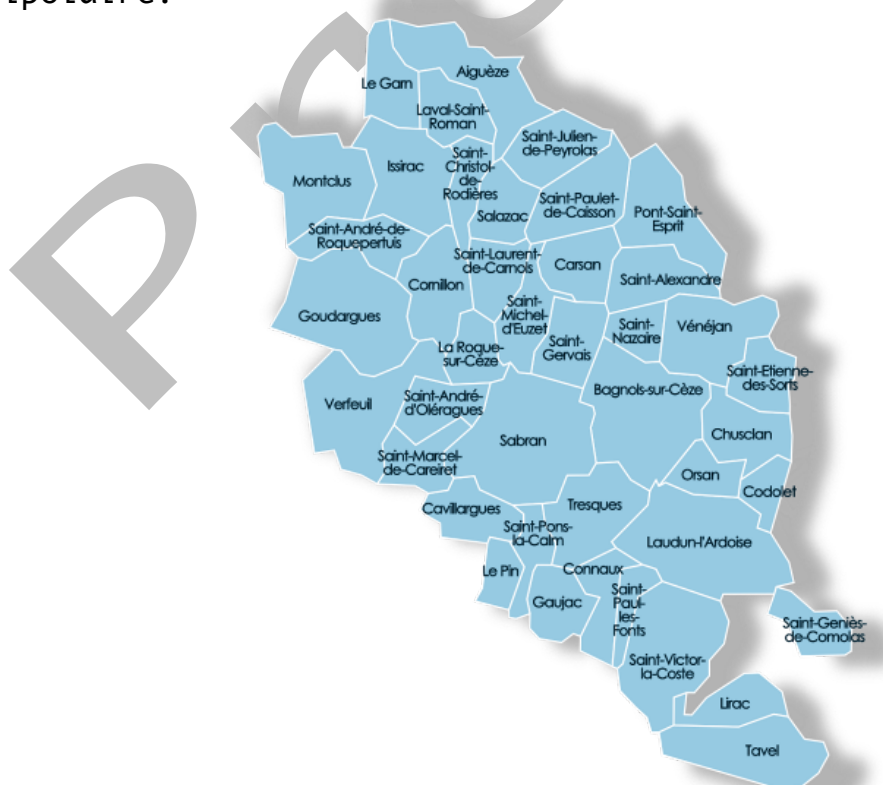 Aiguèze
Le Garn
Laval-Saint-
Roman
Saint-Julien-
de-Peyrolas
Issirac
Saint-
Christol-
de-
Rodières
Montclus
Saint-Paulet-
de-Caisson
Salazac
Pont-Saint-
Esprit
Saint-André-de-
Roquepertuis
Saint-Laurent-
de-Carnols
Carsan
Saint-Alexandre
Cornillon
Goudargues
Saint-
Michel-
d'Euzet
Saint-
Gervais
Saint-
Nazaire
Vénéjan
La Roque-
sur-Cèze
Saint-Etienne-
des-Sorts
Bagnols-sur-Cèze
Verfeuil
Saint-André-
d'Oléragues
Sabran
Chusclan
Saint-Marcel-
de-Careiret
Orsan
Codolet
Cavillargues
Tresques
Saint-Pons-
la-Calm
Laudun-l'Ardoise
Le Pin
Connaux
Gaujac
Saint-
Paul-
les-
Fonts
Saint-Geniès-
de-Comolas
Saint-Victor-
la-Coste
Lirac
Tavel